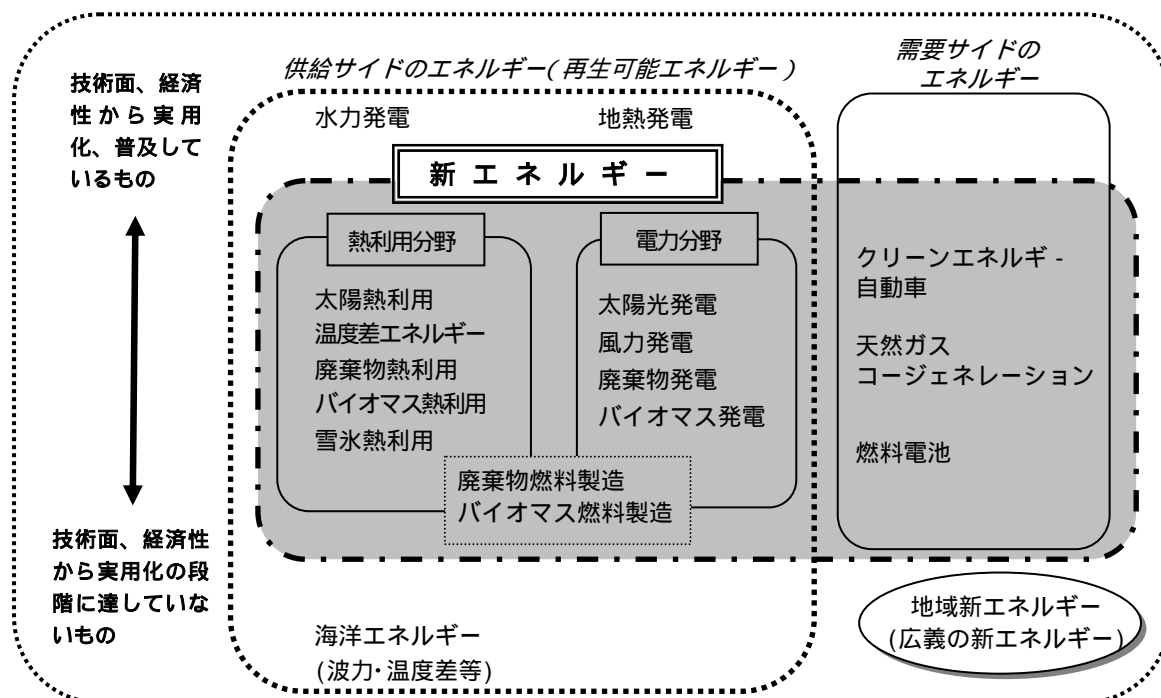 技術面、経済
性から実用
化、普及して
いるもの
技術面、経済性
から実用化の段
階に達していな
いもの
供給サイドのエネルギー(再生可能エネルギー)
水力発電
地熱発電
新エネルギー
熱利用分野
太陽熱利用
温度差エネルギー
廃棄物熱利用
バイオマス熱利用
雪氷熱利用
電力分野
太陽光発電
風力発電
廃棄物発電
バイオマス発電
廃棄物燃料製造
バイオマス燃料製造
海洋エネルギー
(波力・温度差等)
需要サイドの
エネルギー
クリーンエネルギ-
自動車
天然ガス
コージェネレーション
燃料電池
地域新エネルギー
(広義の新エネルギー)